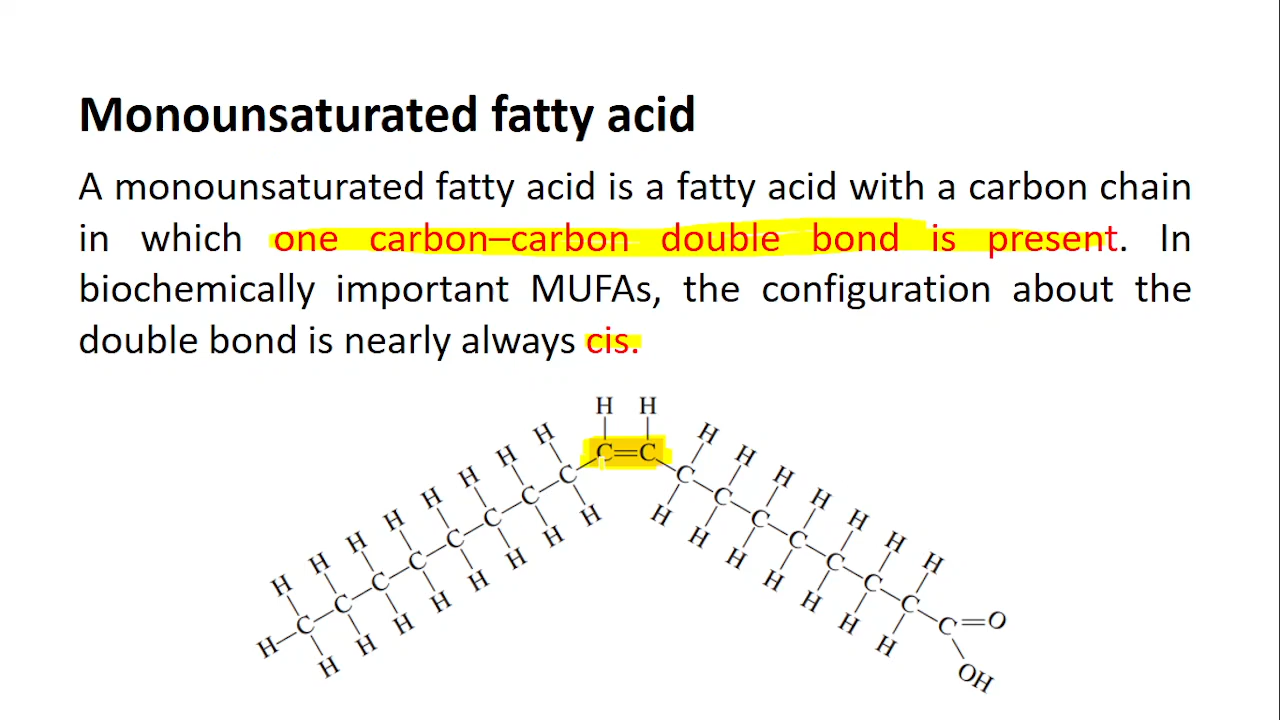 Monounsaturated fatty acid
A monounsaturated fatty acid is a fatty acid with a carbon chain
in which one carbon–carbon double bond is present. In
biochemically important MUFAs, the configuration about the
double bond is nearly always cis.
H H
H H H H H H H H C=C H H H H H H H
C C C C C C C C C C C C C C C C=O
H H H H H H H H H H H H H H H H
OH